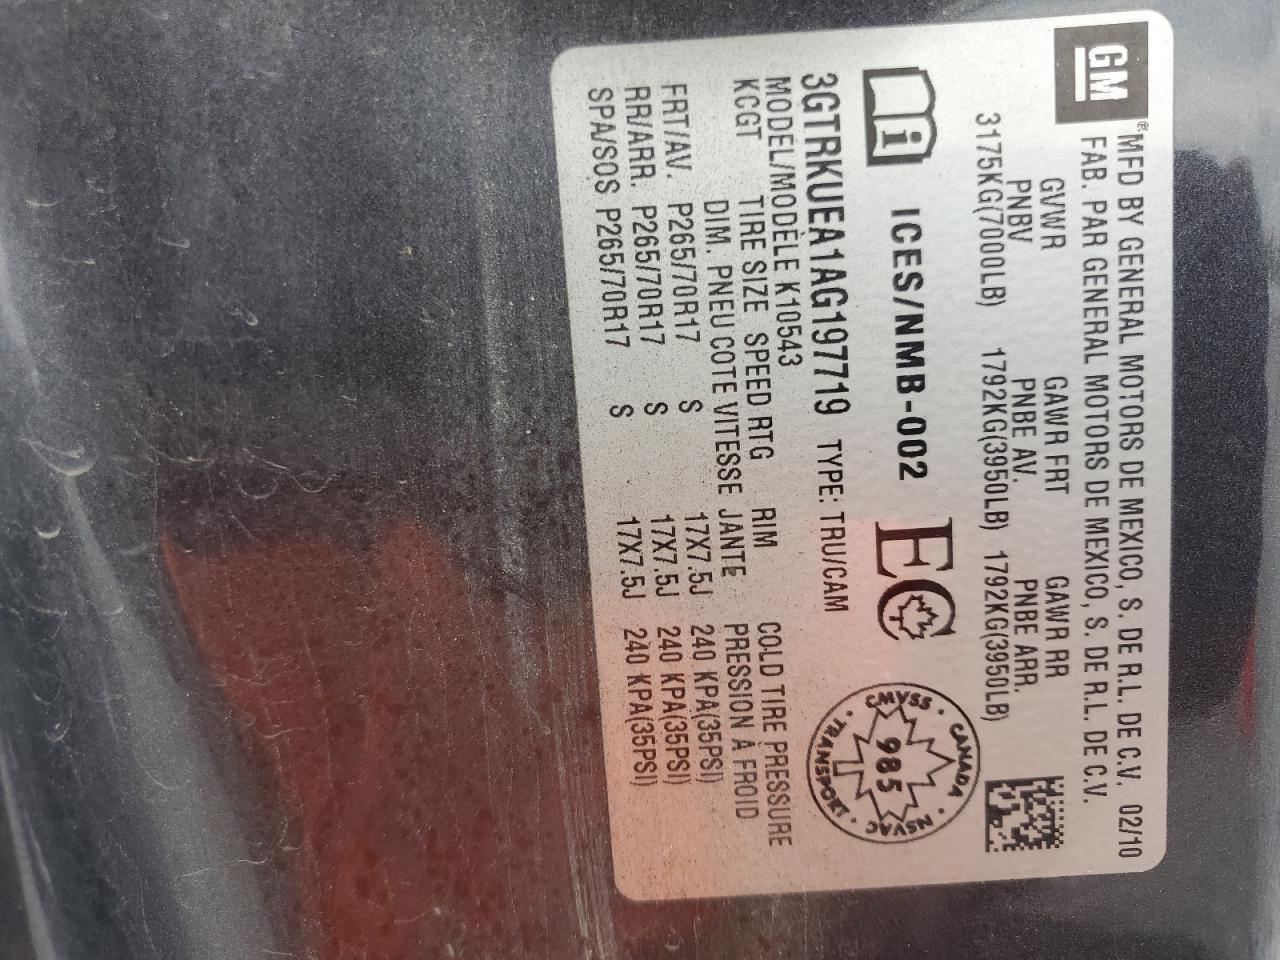 GM
® MFD BY GENERAL MOTORS DE MEXICO, S. DE R.L. DE C.V. 02/10
FAB. PAR GENERAL MOTORS DE MEXICO, S. DE R.L. DE C.V.
GVWR GAWR FRT GAWR RR
PNBV PNBE AV. PNBE ARR.
3175KG(7000LB) 1792KG(3950LB) 1792KG(3950LB)
i ICES/NMB-002 EC
CANADA · NSVAC · TRANSPORT · CMVSS ·
985
3GTRKUEA1AG197719 TYPE: TRU/CAM
MODEL/MODÈLE K10543
KCGT TIRE SIZE SPEED RTG RIM COLD TIRE PRESSURE
DIM. PNEU COTE VITESSE JANTE PRESSION À FROID
FRT/AV. P265/70R17 S 17X7.5J 240 KPA(35PSI)
RR/ARR. P265/70R17 S 17X7.5J 240 KPA(35PSI)
SPA/SOS P265/70R17 S 17X7.5J 240 KPA(35PSI)